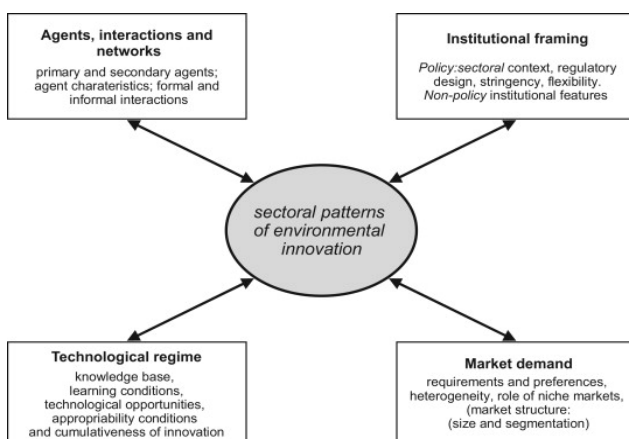 Agents, interactions and
networks
primary and secondary agents;
agent charateristics; formal and
informal interactions
Institutional framing
Policy:sectoral context, regulatory
design, stringency, flexibility.
Non-policy institutional features
sectoral patterns
of environmental
innovation
Technological regime
knowledge base,
learning conditions,
technological opportunities,
appropriability conditions
and cumulativeness of innovation
Market demand
requirements and preferences,
heterogeneity, role of niche markets,
(market structure:
(size and segmentation)